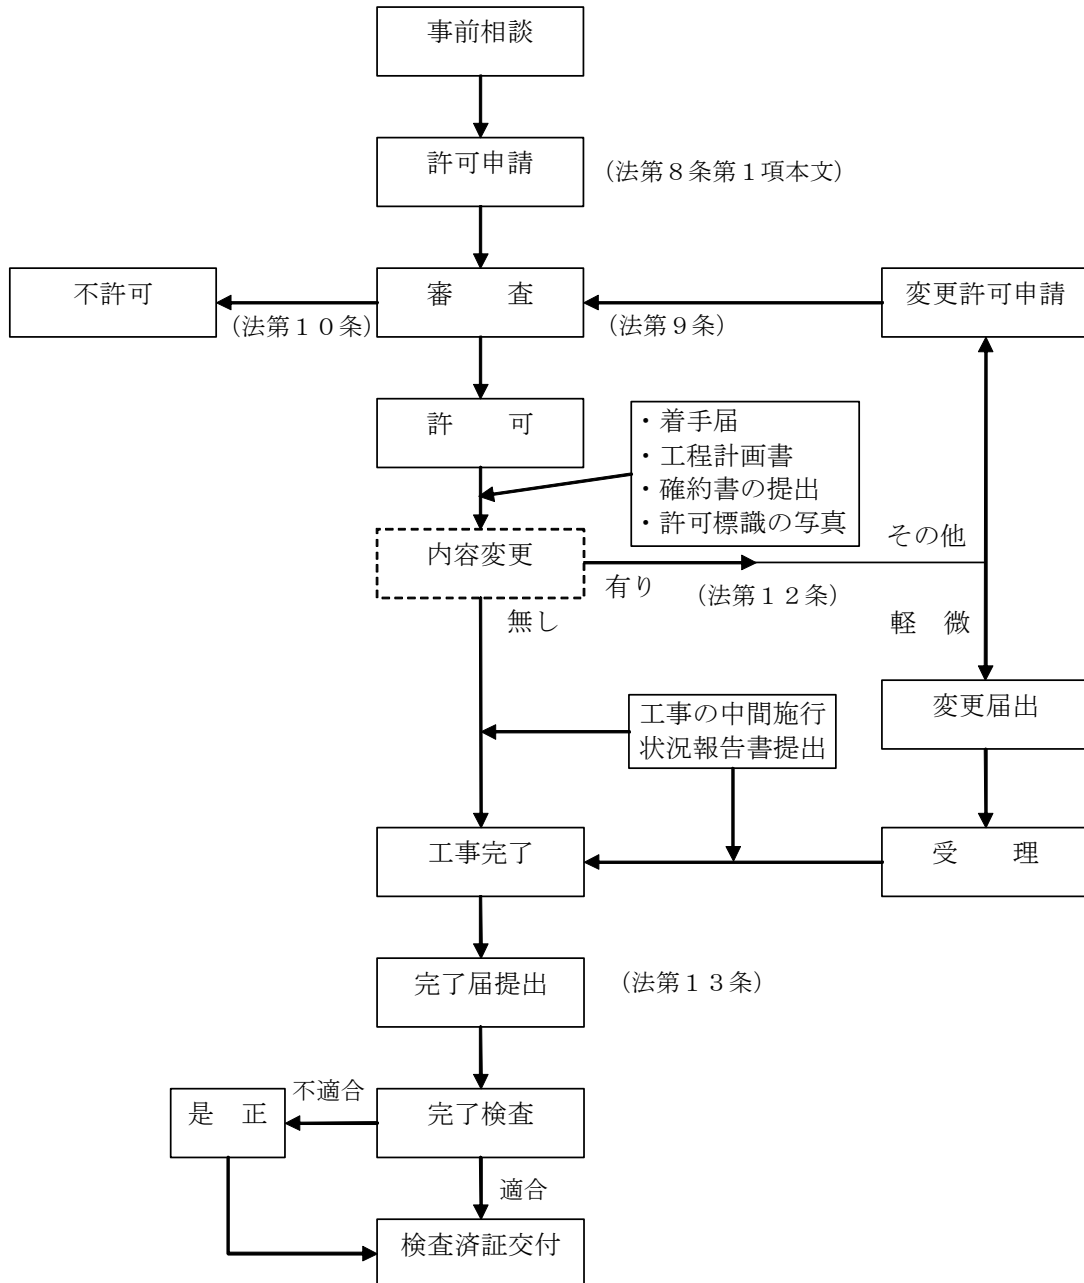 事前相談
許可申請
（法第８条第１項本文）
不許可
審　　査
変更許可申請
（法第１０条）
（法第９条）
許　　可
・着手届
・工程計画書
・確約書の提出
・許可標識の写真
内容変更
その他
有り
（法第１２条）
無し
軽　微
変更届出
工事の中間施行
状況報告書提出
工事完了
受　　理
完了届提出
（法第１３条）
不適合
是　正
完了検査
適合
検査済証交付